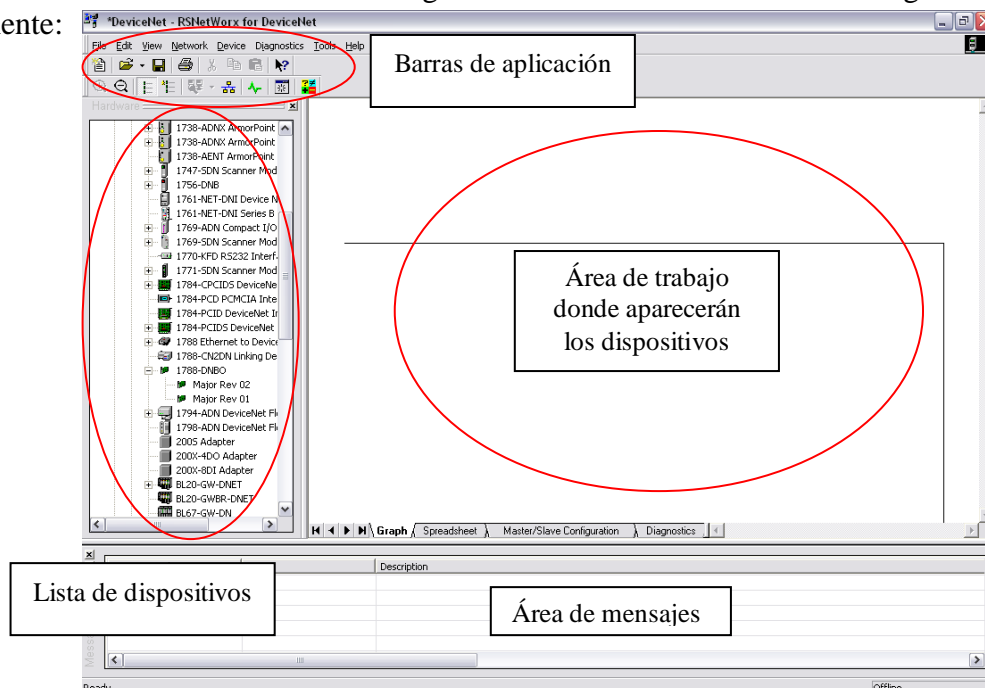 ente:
*DeviceNet - RSNetWorx for DeviceNet
File Edit View Network Device Diagnostics Tools Help
Barras de aplicación
Hardware
1738-ADNX ArmorPoint
1738-ADNX ArmorPoint
1738-AENT ArmorPoint
1747-SDN Scanner Mod
1756-DNB
1761-NET-DNI Device N
1761-NET-DNI Series B
1769-ADN Compact I/O
1769-SDN Scanner Mod
1770-KFD RS232 Interf
1771-SDN Scanner Mod
1784-CPCIDS DeviceNe
1784-PCD PCMCIA Inte
1784-PCID DeviceNet I
1784-PCIDS DeviceNet
1788 Ethernet to Device
1788-CN2DN Linking De
1788-DNBO
Major Rev 02
Major Rev 01
1794-ADN DeviceNet Fl
1798-ADN DeviceNet Fl
200S Adapter
200X-4DO Adapter
200X-8DI Adapter
BL20-GW-DNET
BL20-GWBR-DNET
BL67-GW-DN
Área de trabajo
donde aparecerán
los dispositivos
Graph Spreadsheet Master/Slave Configuration Diagnostics
Description
Lista de dispositivos
Área de mensajes
Mess
Ready
Offline